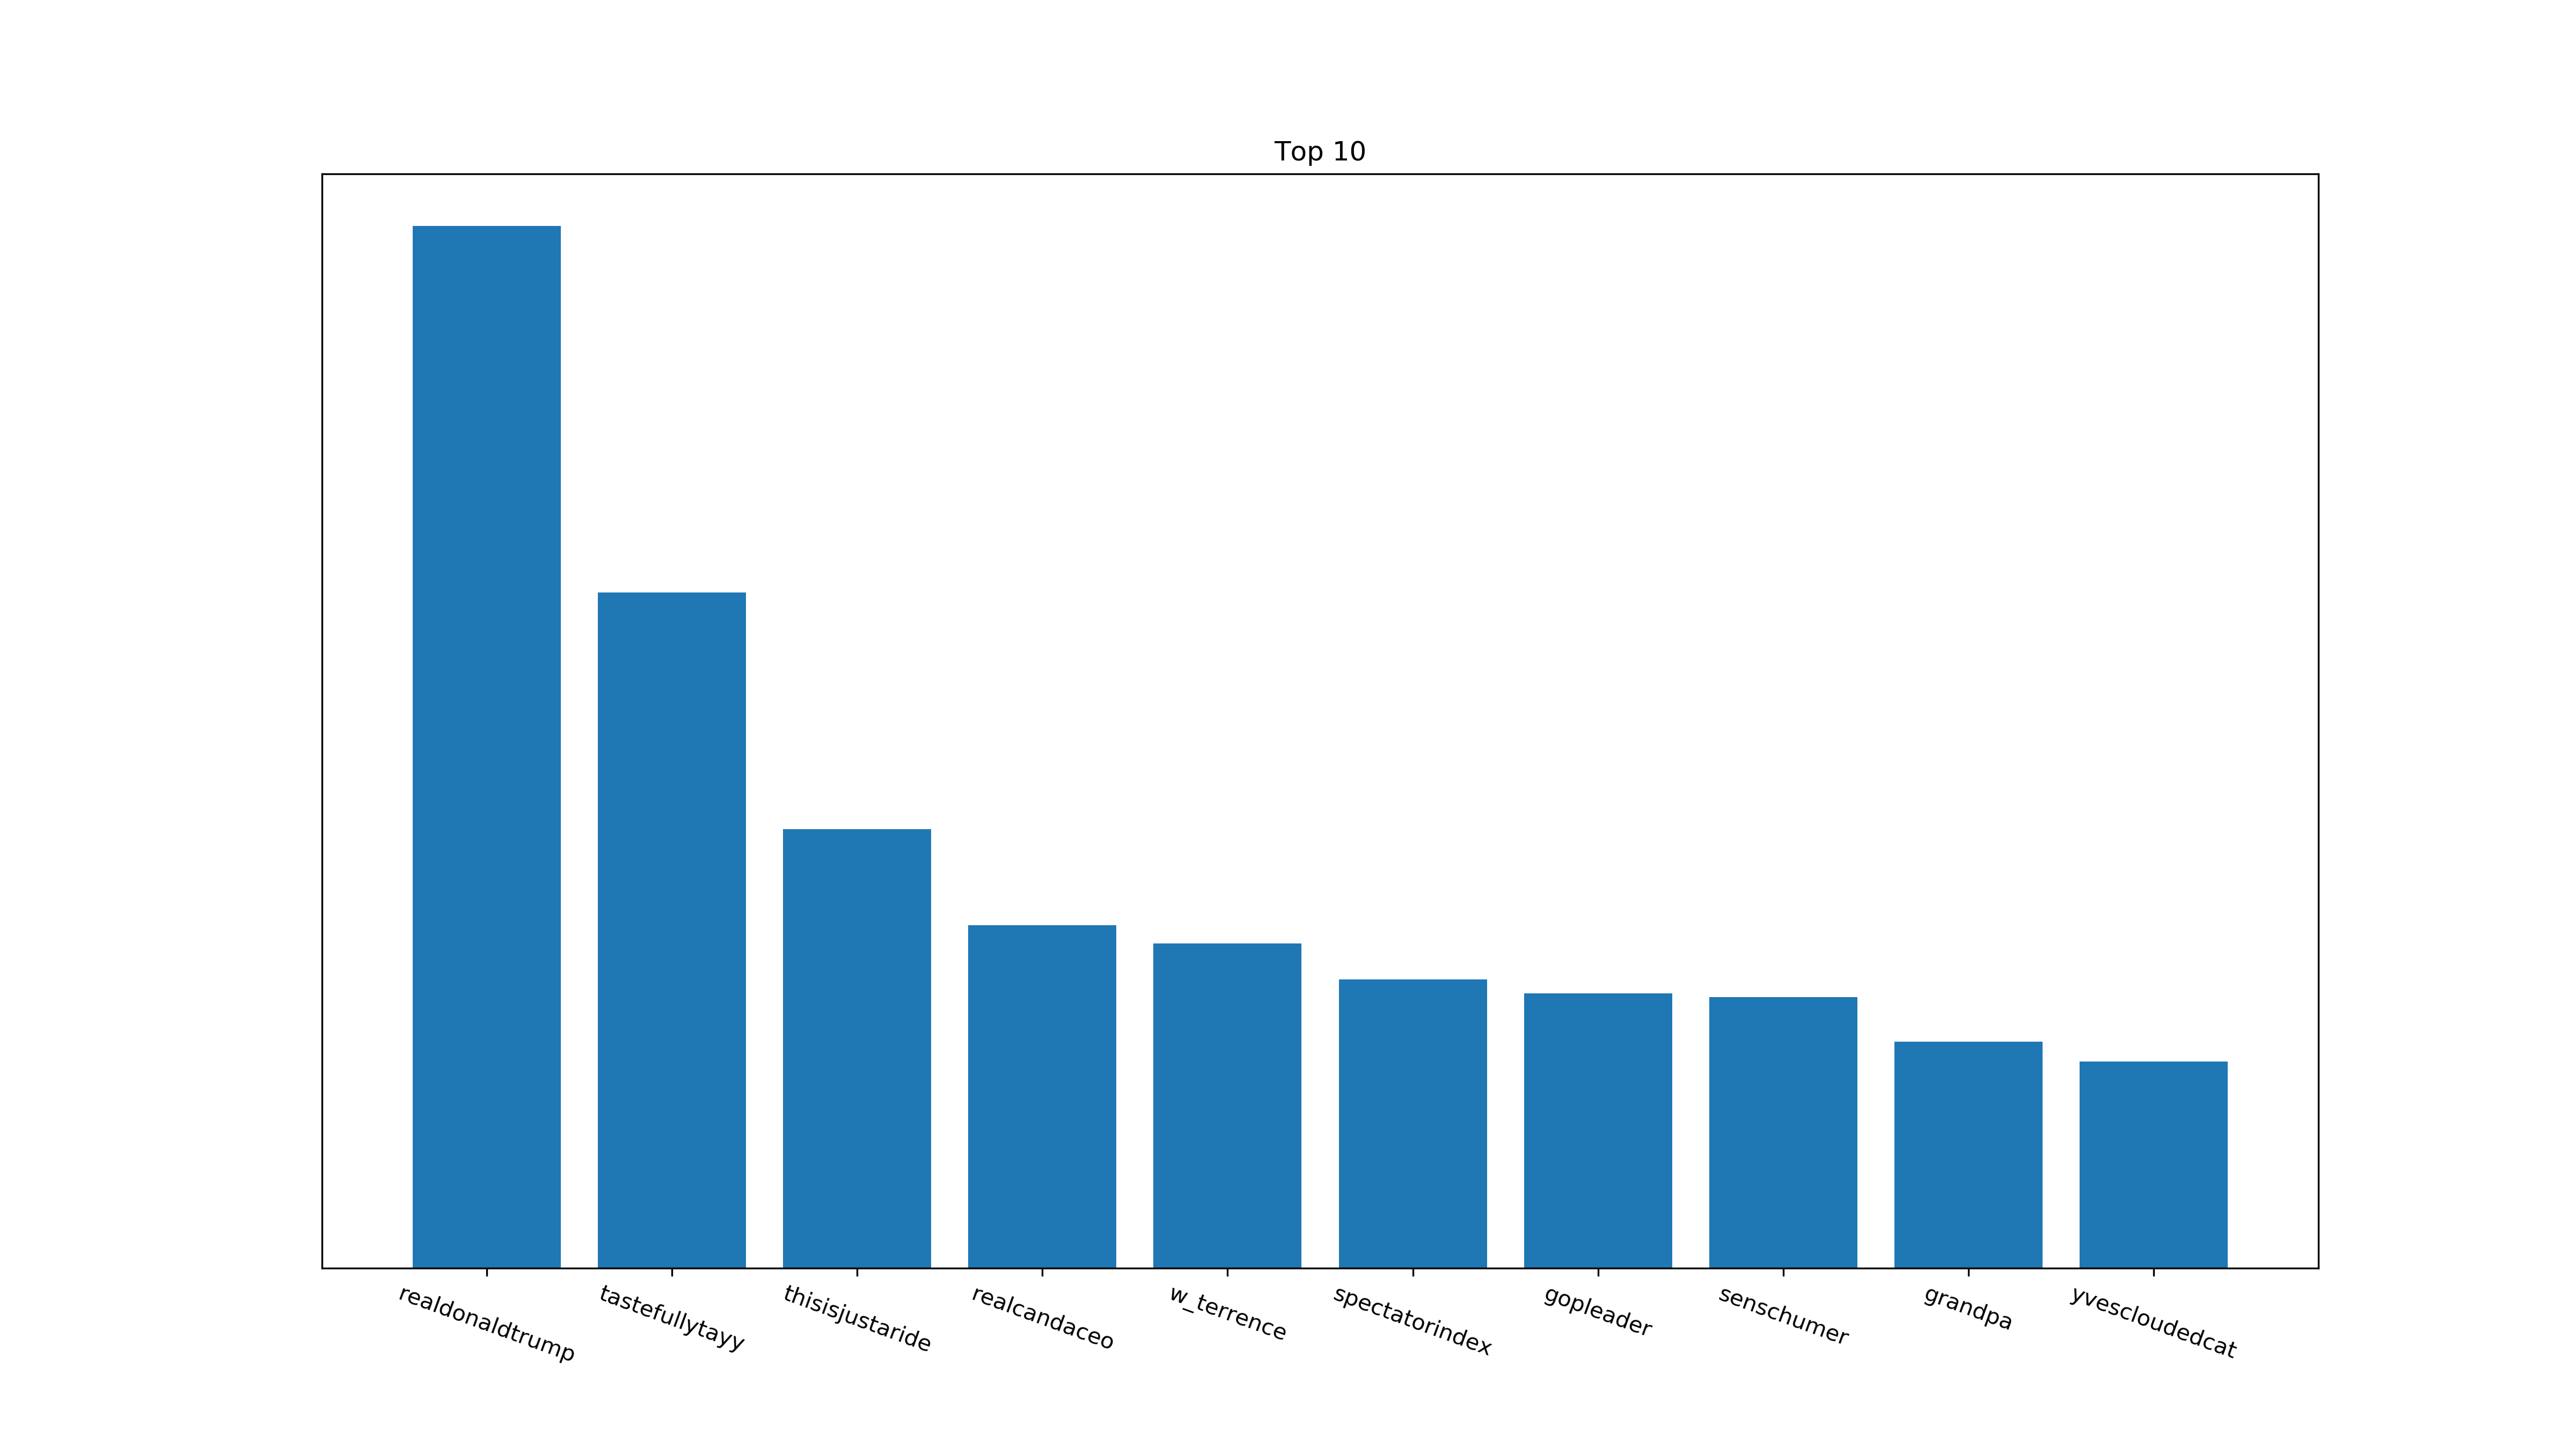 Top 10
realdonaldtrump
tastefullytayy
thisisjustaride
realcandaceo
w_terrence
spectatorindex
gopleader
senschumer
grandpa
yvescloudedcat